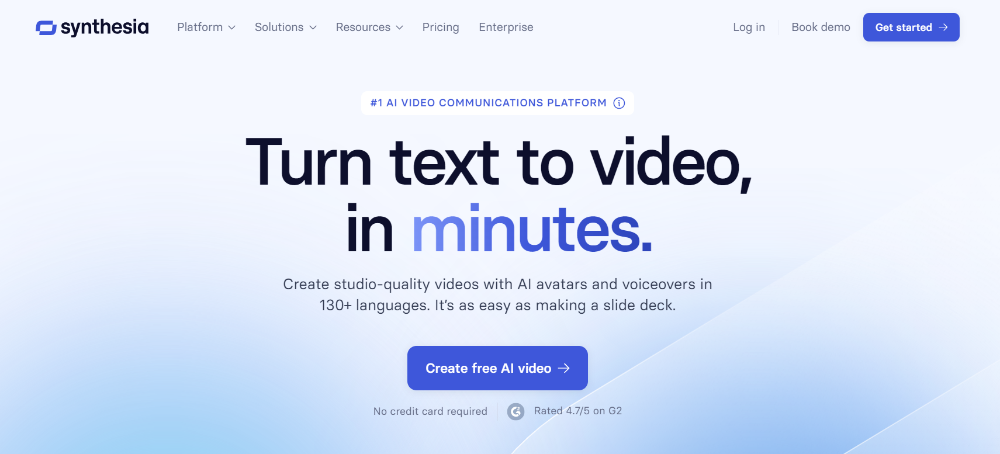 synthesia
Platform
Solutions
Resources
Pricing
Enterprise
Log in
Book demo
Get started
#1 AI VIDEO COMMUNICATIONS PLATFORM
Turn text to video,
in minutes.
Create studio-quality videos with AI avatars and voiceovers in
130+ languages. It’s as easy as making a slide deck.
Create free AI video
No credit card required
Rated 4.7/5 on G2